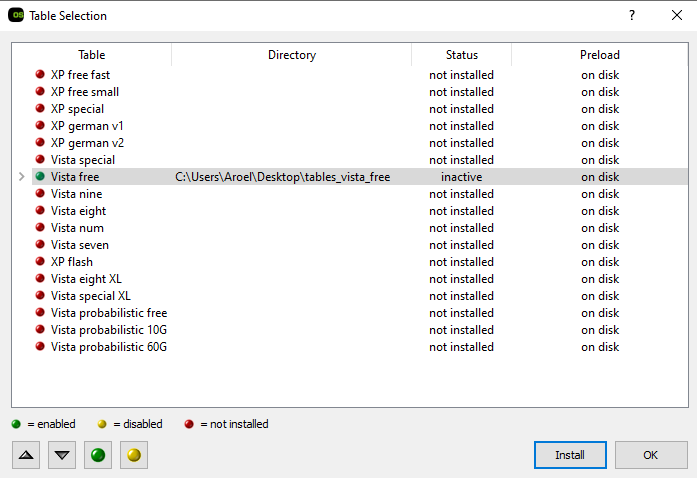 OS Table Selection ?
Table Directory Status Preload
XP free fast not installed on disk
XP free small not installed on disk
XP special not installed on disk
XP german v1 not installed on disk
XP german v2 not installed on disk
Vista special not installed on disk
Vista free C:\Users\Aroel\Desktop\tables_vista_free inactive on disk
Vista nine not installed on disk
Vista eight not installed on disk
Vista num not installed on disk
Vista seven not installed on disk
XP flash not installed on disk
Vista eight XL not installed on disk
Vista special XL not installed on disk
Vista probabilistic free not installed on disk
Vista probabilistic 10G not installed on disk
Vista probabilistic 60G not installed on disk
= enabled = disabled = not installed
Install OK